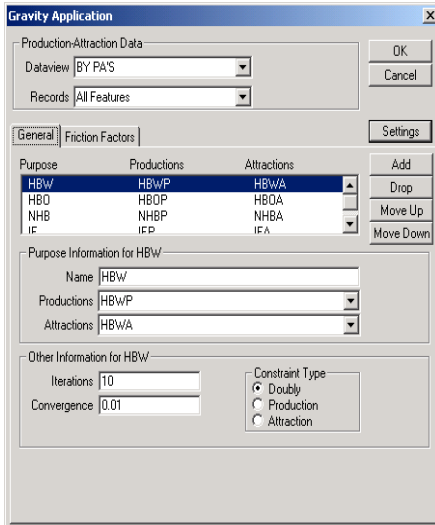 Gravity Application
X
Production-Attraction Data
Dataview BY PA'S
Records All Features
OK
Cancel
Settings
General Friction Factors
Purpose Productions Attractions
HBW HBWP HBWA
HBO HBOP HBOA
NHB NHBP NHBA
IE IEP IEA
Add
Drop
Move Up
Move Down
Purpose Information for HBW
Name HBW
Productions HBWP
Attractions HBWA
Other Information for HBW
Iterations 10
Convergence 0.01
Constraint Type
Doubly
Production
Attraction